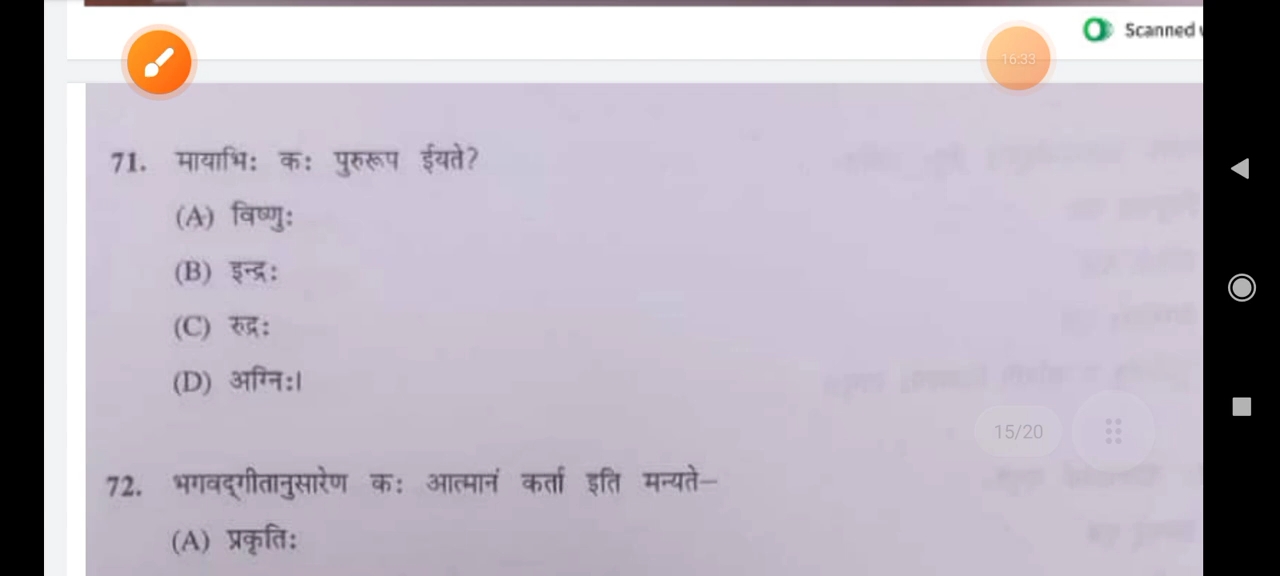 Scanned
16:33
71. मायाभि: क: पुरुरूप ईयते?
(A) विष्णु:
(B) इन्द्र:
(C) रुद्र:
(D) अग्नि:।
15/20
72. भगवद्गीतानुसारेण क: आत्मानं कर्ता इति मन्यते–
(A) प्रकृति: